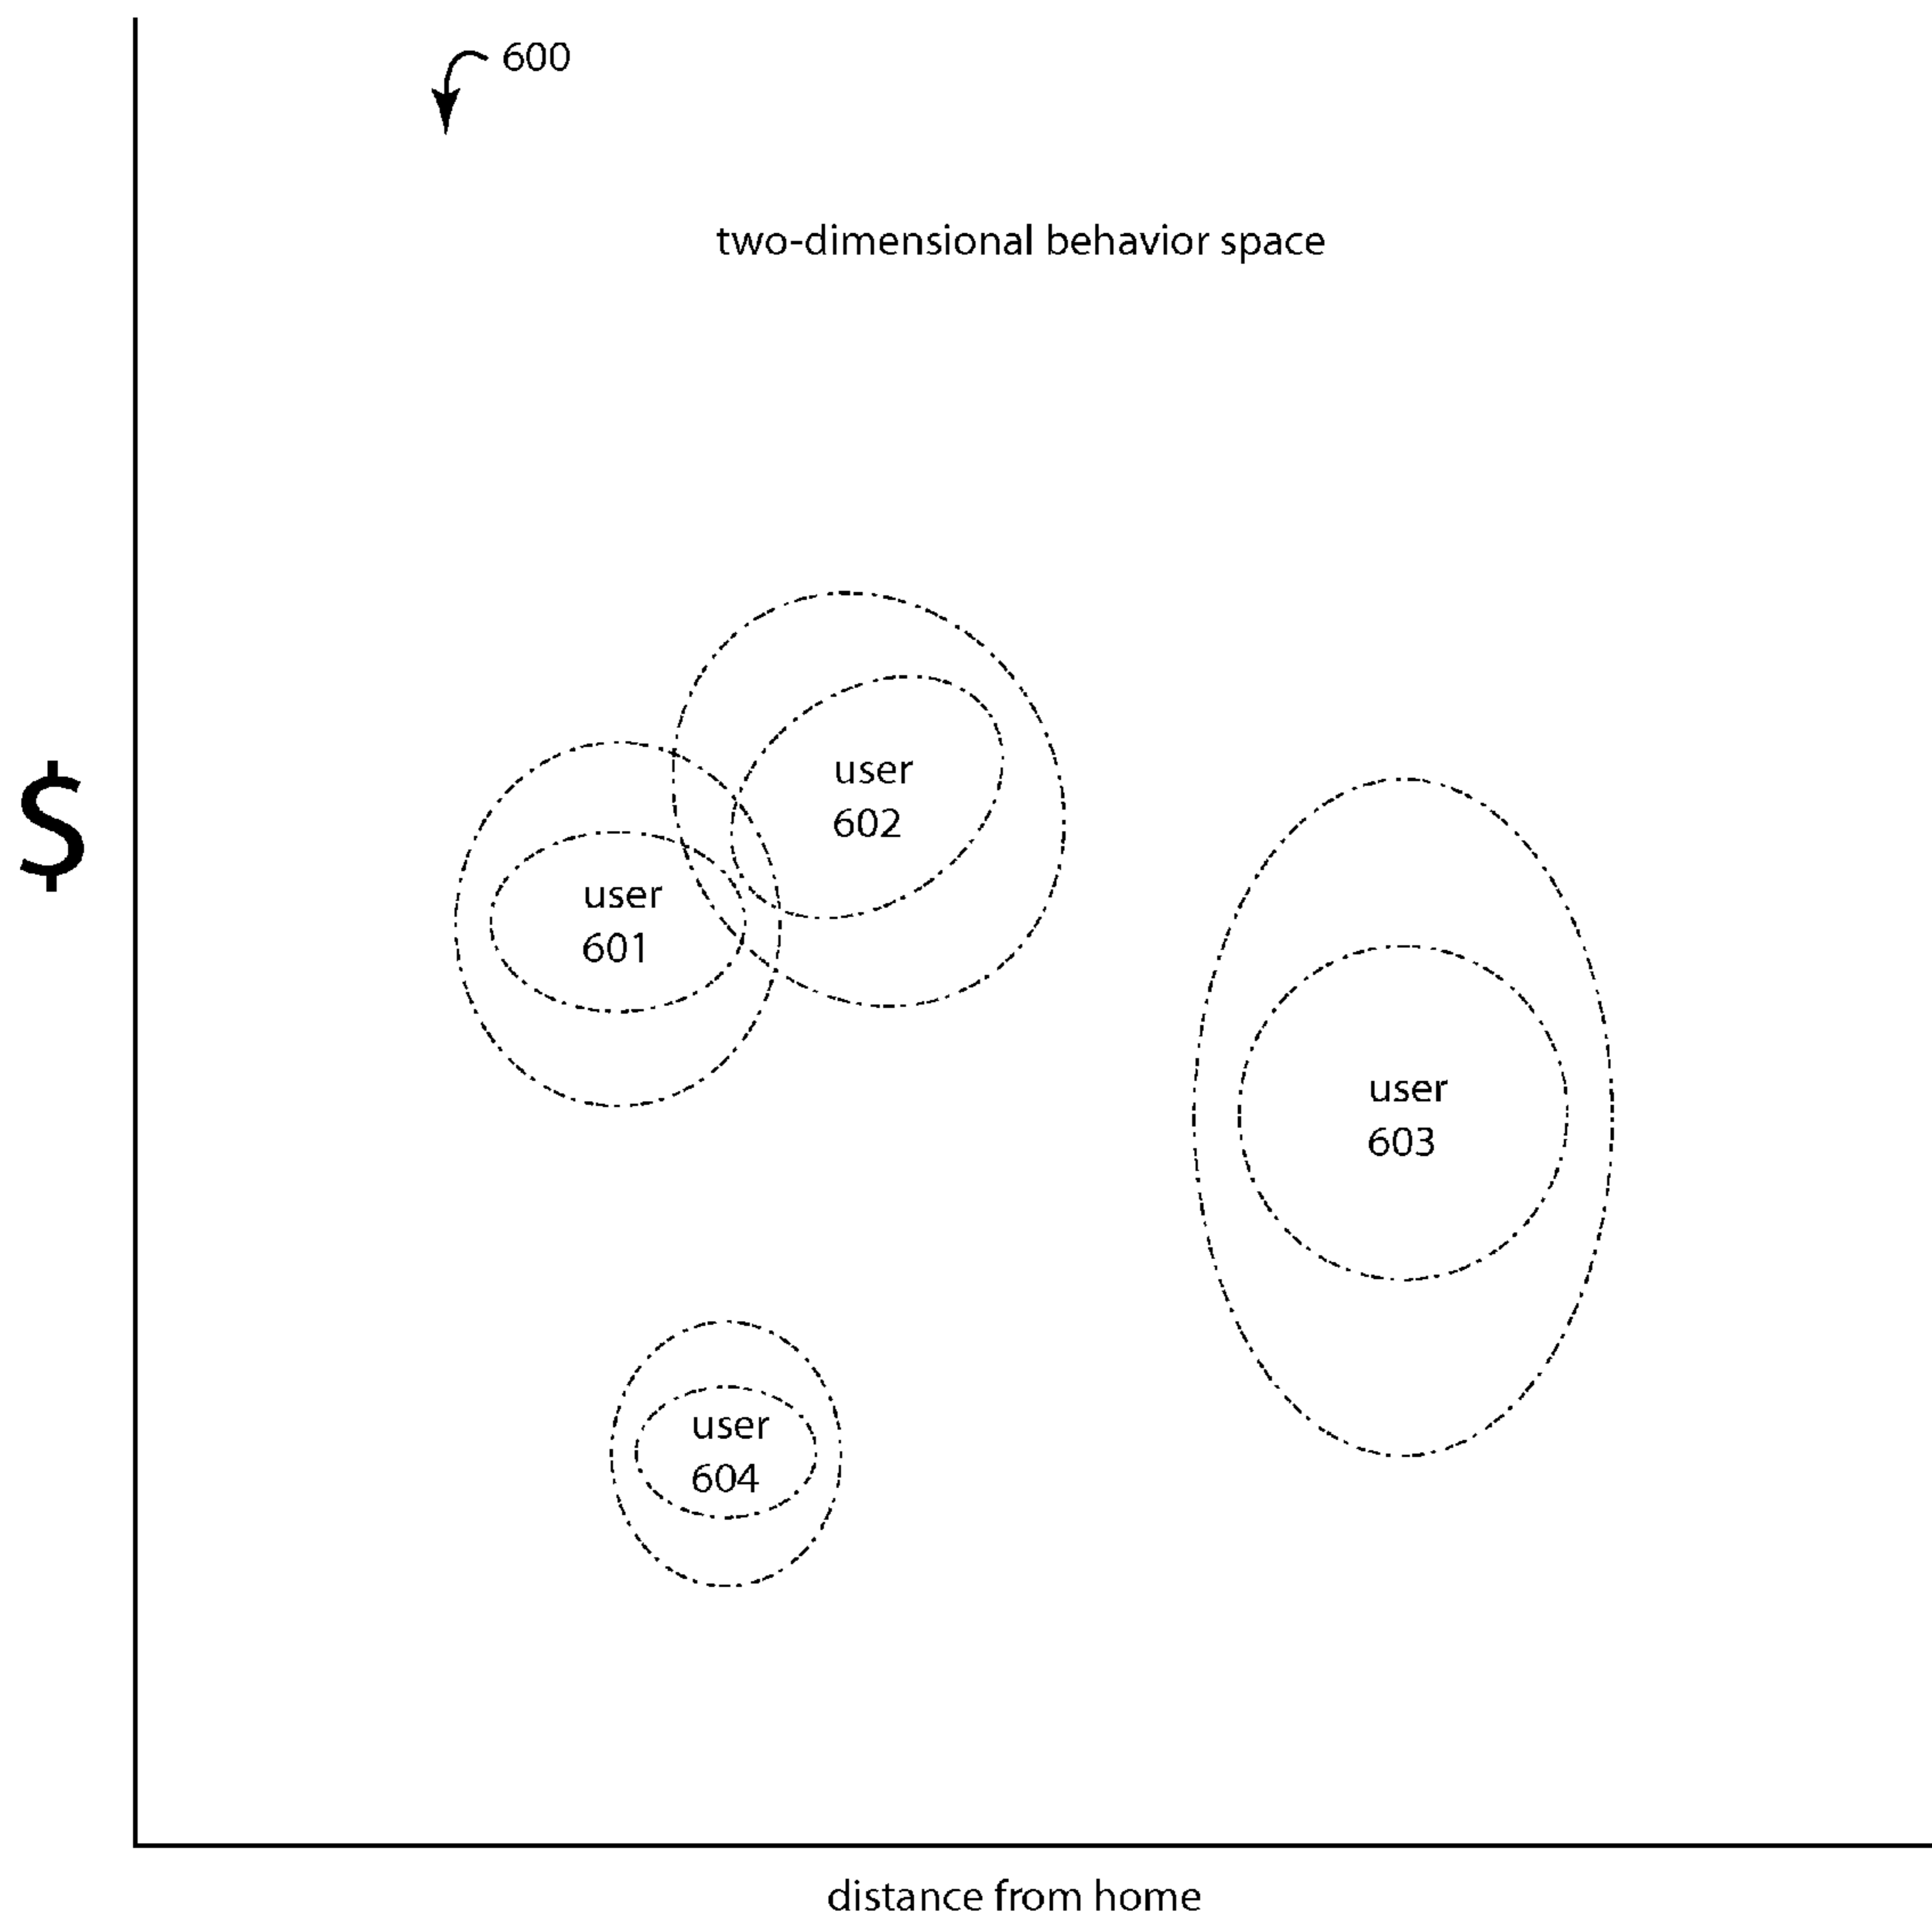 600
two-dimensional behavior space
$
user
602
user
601
user
603
user
604
distance from home